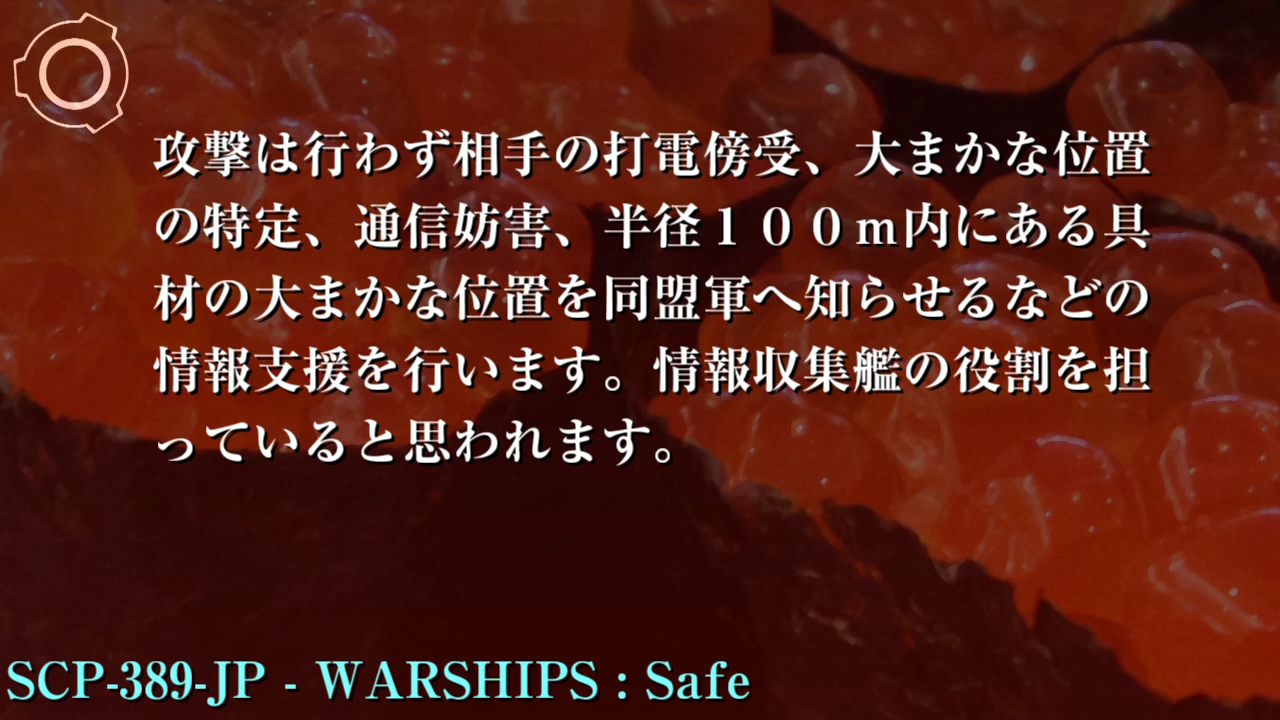 攻撃は行わず相手の打電傍受、大まかな位置
の特定、通信妨害、半径１００ｍ内にある具
材の大まかな位置を同盟軍へ知らせるなどの
情報支援を行います。情報収集艦の役割を担
っていると思われます。
SCP-389-JP - WARSHIPS : Safe